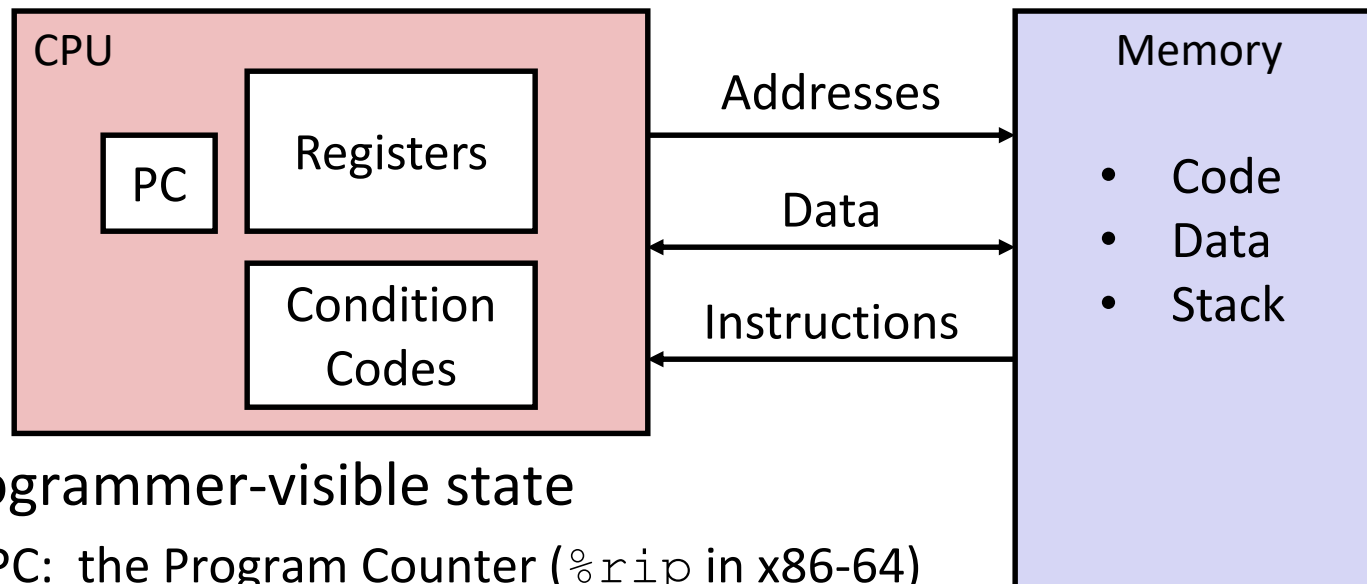 CPU
PC
Registers
Condition
Codes
Addresses
Data
Instructions
Memory
• Code
• Data
• Stack
ogrammer-visible state
PC: the Program Counter (%rip in x86-64)